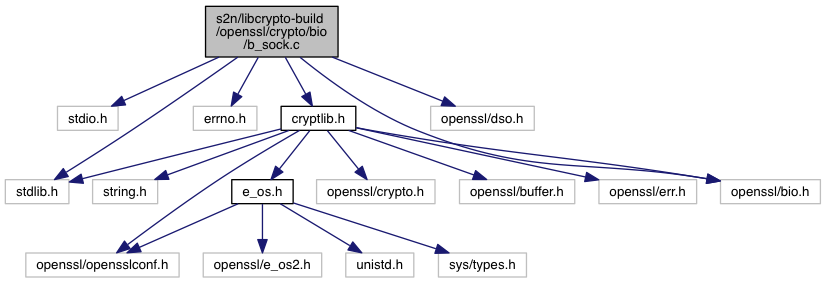 s2n/libcrypto-build
/openssl/crypto/bio
/b_sock.c
stdio.h
errno.h
cryptlib.h
openssl/dso.h
stdlib.h
string.h
e_os.h
openssl/crypto.h
openssl/buffer.h
openssl/err.h
openssl/bio.h
openssl/opensslconf.h
openssl/e_os2.h
unistd.h
sys/types.h